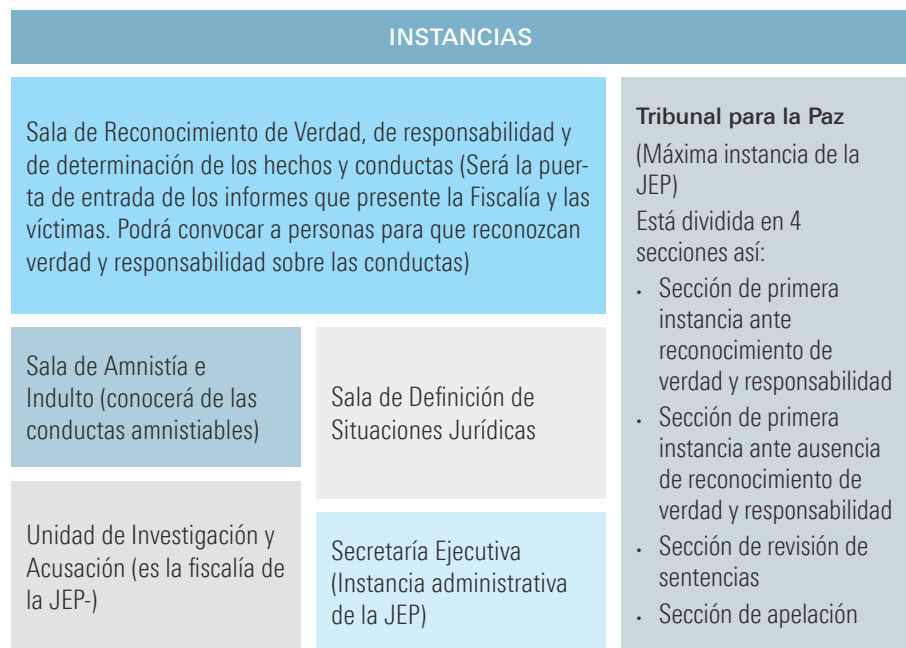 INSTANCIAS
Sala de Reconocimiento de Verdad, de responsabilidad y
de determinación de los hechos y conductas (Será la puer-
ta de entrada de los informes que presente la Fiscalía y las
víctimas. Podrá convocar a personas para que reconozcan
verdad y responsabilidad sobre las conductas)
Sala de Amnistía e
Indulto (conocerá de las
conductas amnistiables)
Sala de Definición de
Situaciones Jurídicas
Unidad de Investigación y
Acusación (es la fiscalía de
la JEP-)
Secretaría Ejecutiva
(Instancia administrativa
de la JEP)
Tribunal para la Paz
(Máxima instancia de la
JEP)
Está dividida en 4
secciones así:
• Sección de primera
instancia ante
reconocimiento de
verdad y responsabilidad
• Sección de primera
instancia ante ausencia
de reconocimiento de
verdad y responsabilidad
• Sección de revisión de
sentencias
• Sección de apelación